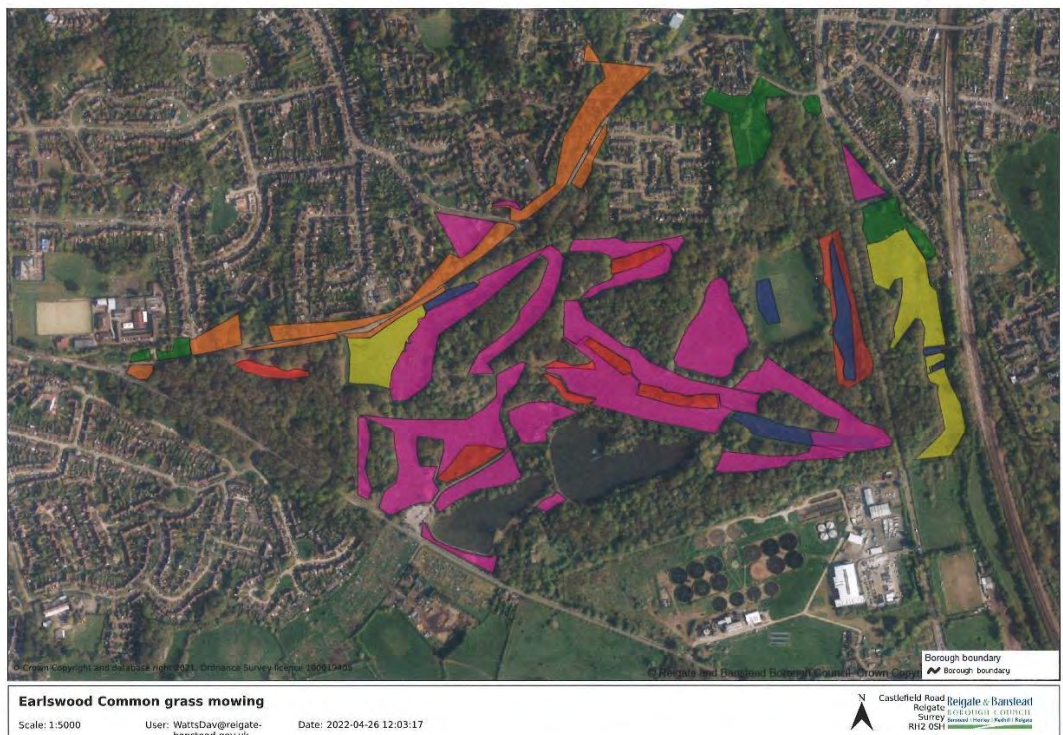 © Crown Copyright and database right 2021. Ordnance Survey licence 100019405
© Reigate and Banstead Borough Council. Crown Copyr
Borough boundary
Borough boundary
Earlswood Common grass mowing
Scale: 1:5000
User: WattsDav@reigate-
banstead.gov.uk
Date: 2022-04-26 12:03:17
N
Castlefield Road
Reigate
Surrey
RH2 0SH
Reigate & Banstead
BOROUGH COUNCIL
Banstead | Horley | Redhill | Reigate